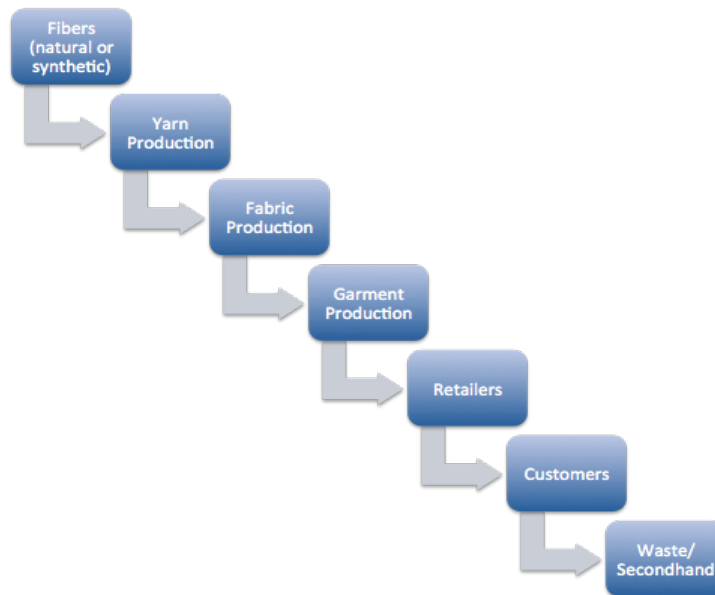 Fibers
(natural or
synthetic)
Yarn
Production
Fabric
Production
Garment
Production
Retailers
Customers
Waste/
Secondhand